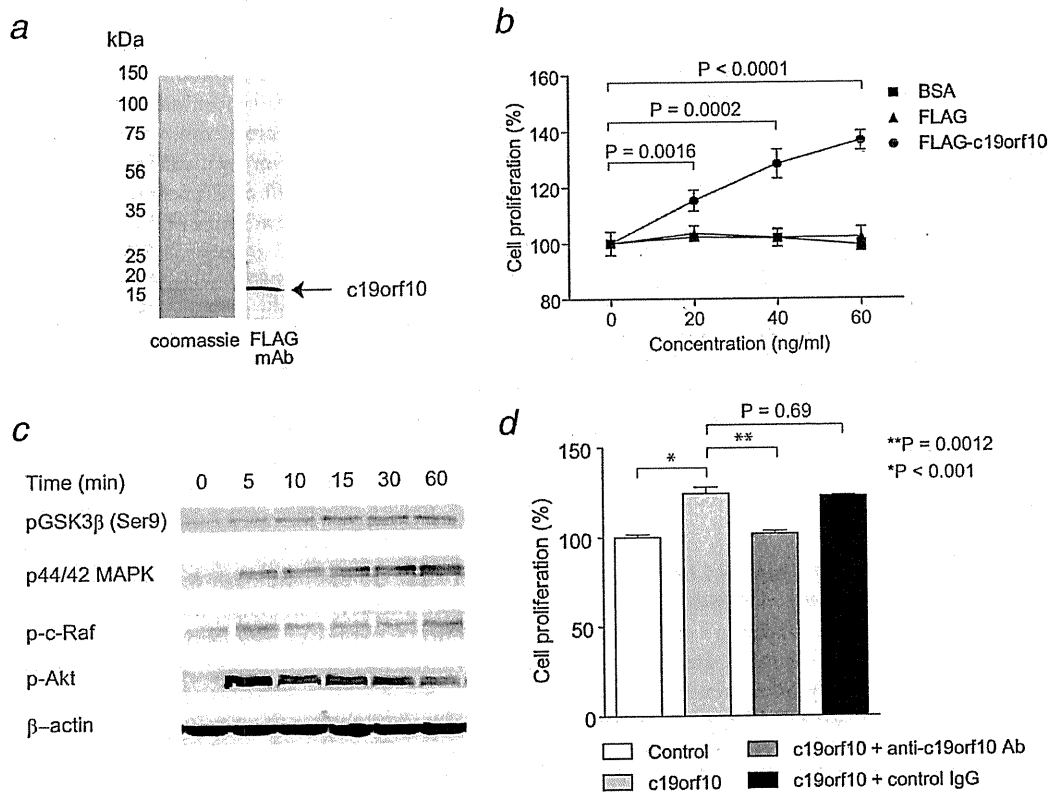 a
kDa
150
100
75
56
35
25
20
15
c19orf10
coomassie FLAG
mAb
b
160
140
120
100
80
Cell proliferation (%)
P < 0.0001
P = 0.0002
P = 0.0016
0 20 40 60
Concentration (ng/ml)
BSA
FLAG
FLAG-c19orf10
c
Time (min) 0 5 10 15 30 60
pGSK3β (Ser9)
p44/42 MAPK
p-c-Raf
p-Akt
β–actin
d
150
100
50
0
Cell proliferation (%)
P = 0.69
*
**
**P = 0.0012
*P < 0.001
Control
c19orf10
c19orf10 + anti-c19orf10 Ab
c19orf10 + control IgG